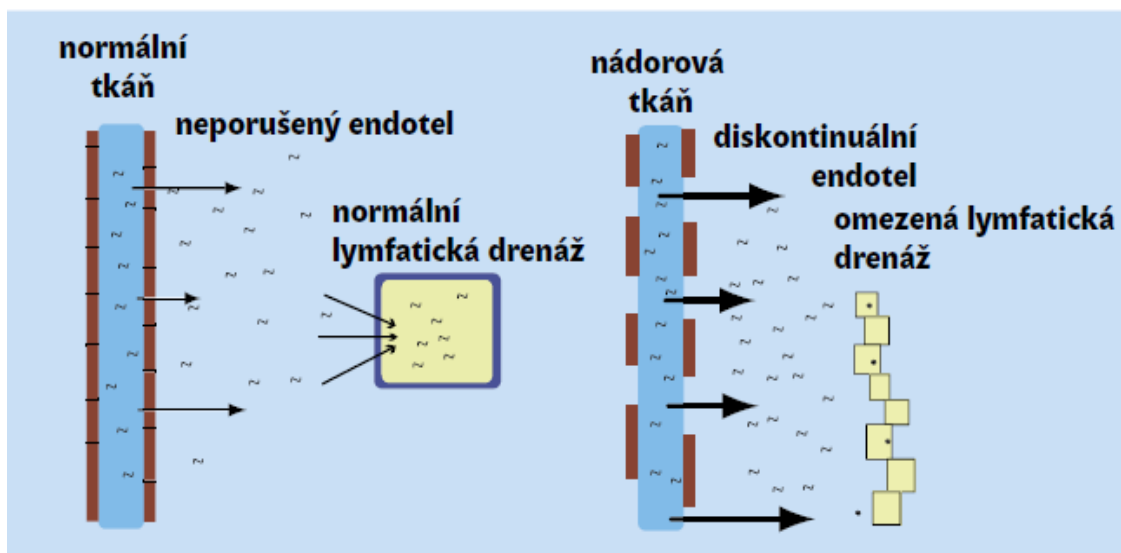 normální
tkáň
neporušený endotel
normální
lymfatická drenáž
nádorová
tkáň
diskontinuální
endotel
omezená lymfatická
drenáž